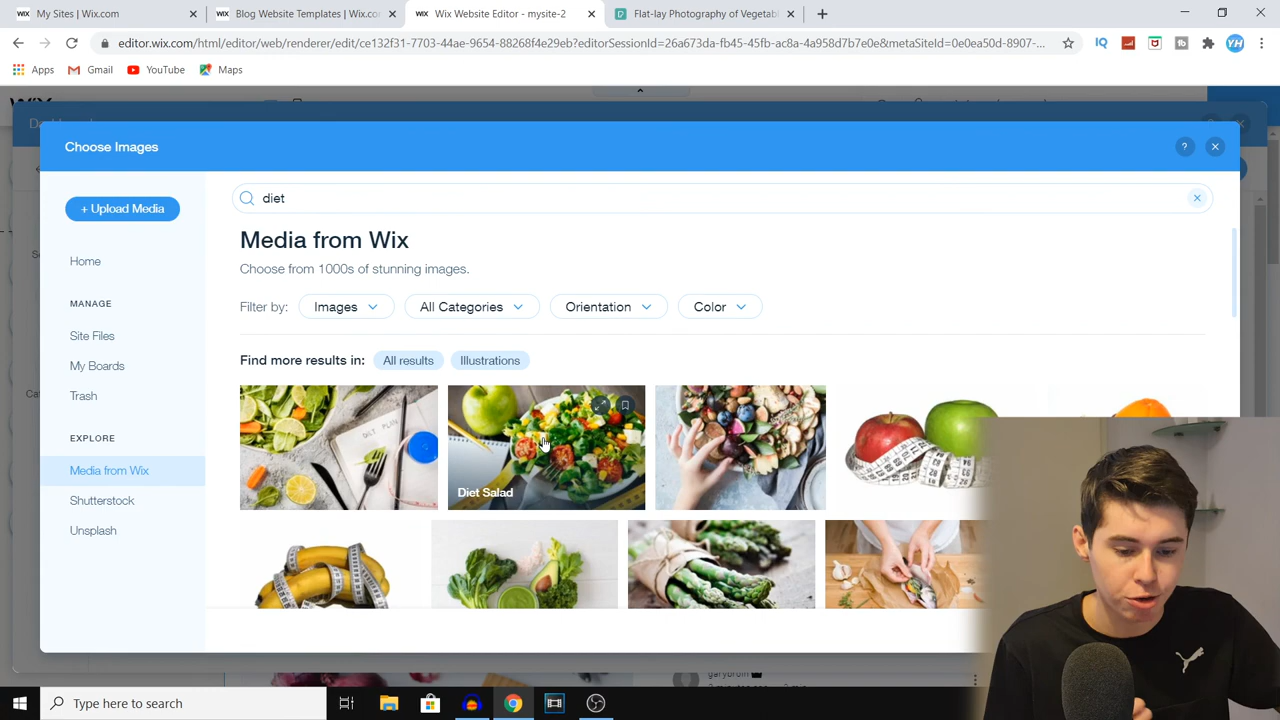 My Sites | Wix.com
Blog Website Templates | Wix.co
Wix Website Editor - mysite-2
Flat-lay Photography of Vegetabl
editor.wix.com/html/editor/web/renderer/edit/ce132f31-7703-44ae-9654-88268f4e29eb?editorSessionId=26a673da-fb45-45fb-ac8a-4a958d7b7e0e&metaSiteId=0e0ea50d-8907-...
Apps
Gmail
YouTube
Maps
Choose Images
+ Upload Media
diet
Media from Wix
Choose from 1000s of stunning images.
Home
MANAGE
Filter by:
Images
All Categories
Orientation
Color
Site Files
My Boards
Trash
Find more results in:
All results
Illustrations
EXPLORE
Media from Wix
Shutterstock
Unsplash
DIET PLAN
Diet Salad
Type here to search